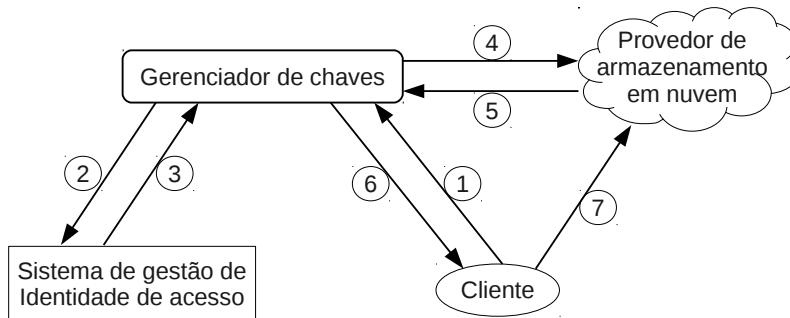 Gerenciador de chaves
4
Provedor de
armazenamento
em nuvem
5
2
3
6
1
7
Sistema de gestão de
Identidade de acesso
Cliente